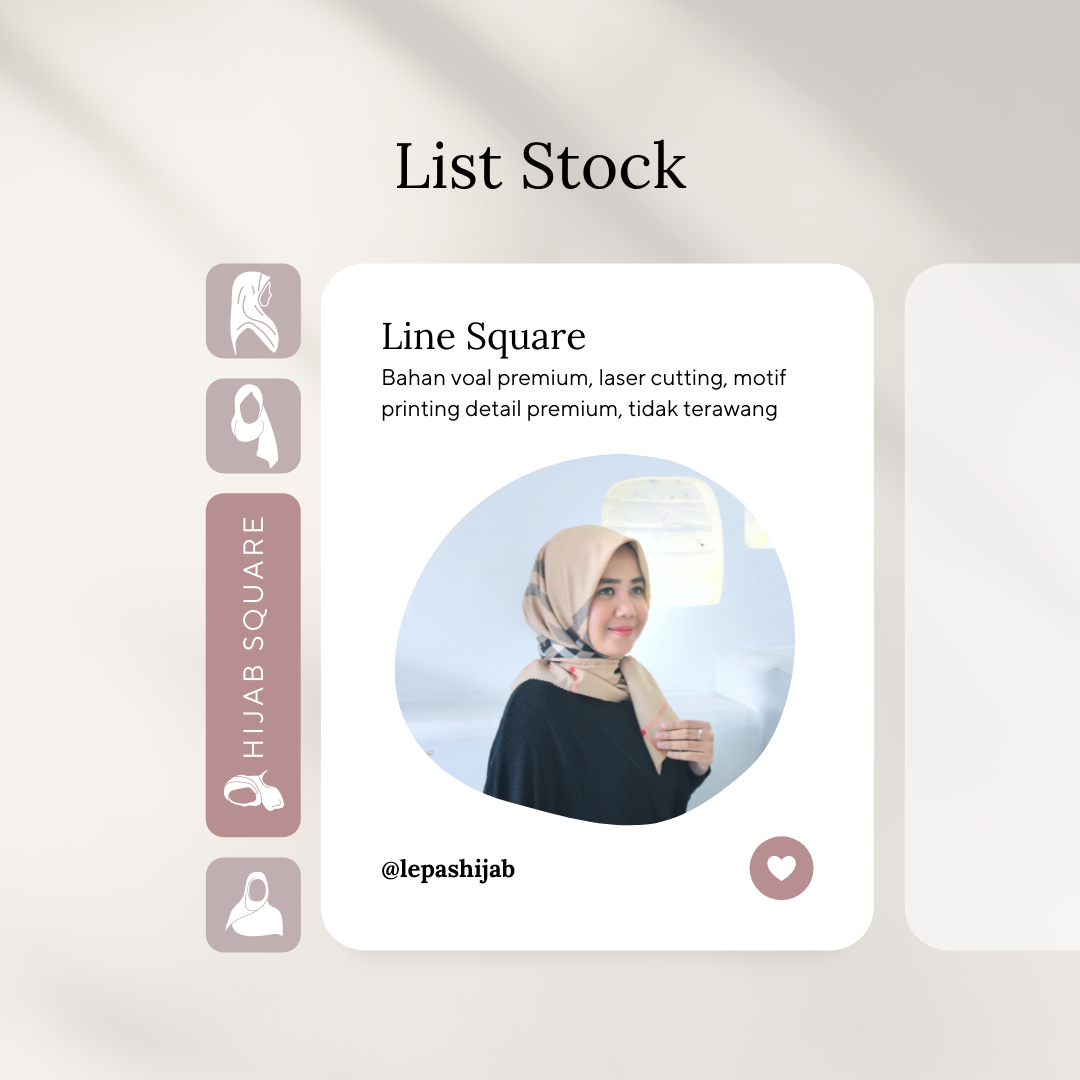 List Stock
HIJAB SQUARE
Line Square
Bahan voal premium, laser cutting, motif
printing detail premium, tidak terawang
@lepashijab